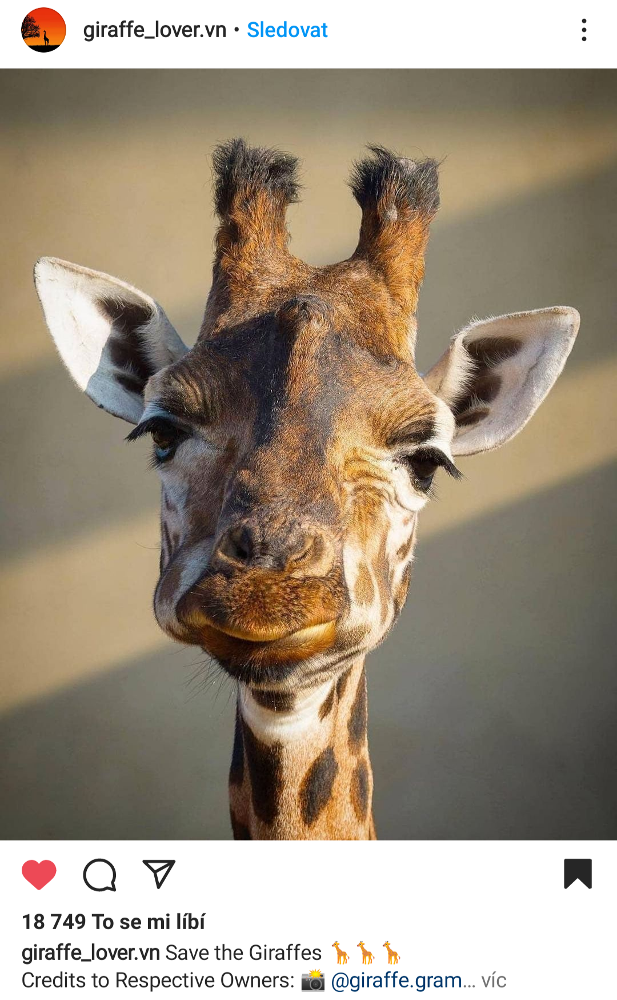 giraffe_lover.vn • Sledovat
18 749 To se mi líbí
giraffe_lover.vn Save the Giraffes 🦒🦒🦒
Credits to Respective Owners: 📸 @giraffe.gram... víc